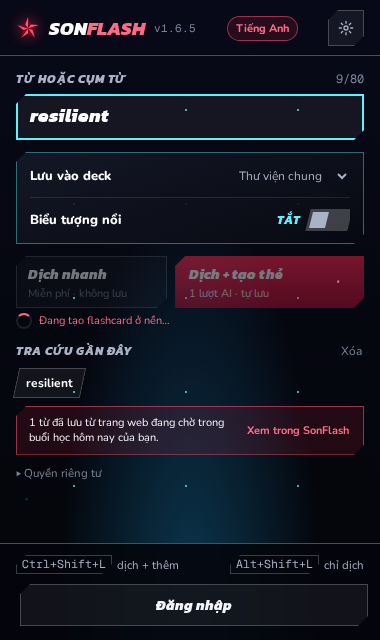 SONFLASH v1.6.5 Tiếng Anh
TỪ HOẶC CỤM TỪ 9/80
resilient
Lưu vào deck Thư viện chung
Biểu tượng nổi TẮT
Dịch nhanh
Miễn phí · không lưu
Dịch + tạo thẻ
1 lượt AI · tự lưu
Đang tạo flashcard ở nền…
TRA CỨU GẦN ĐÂY Xóa
resilient
1 từ đã lưu từ trang web đang chờ trong
buổi học hôm nay của bạn.
Xem trong SonFlash
▸ Quyền riêng tư
Ctrl+Shift+L dịch + thêm Alt+Shift+L chỉ dịch
Đăng nhập